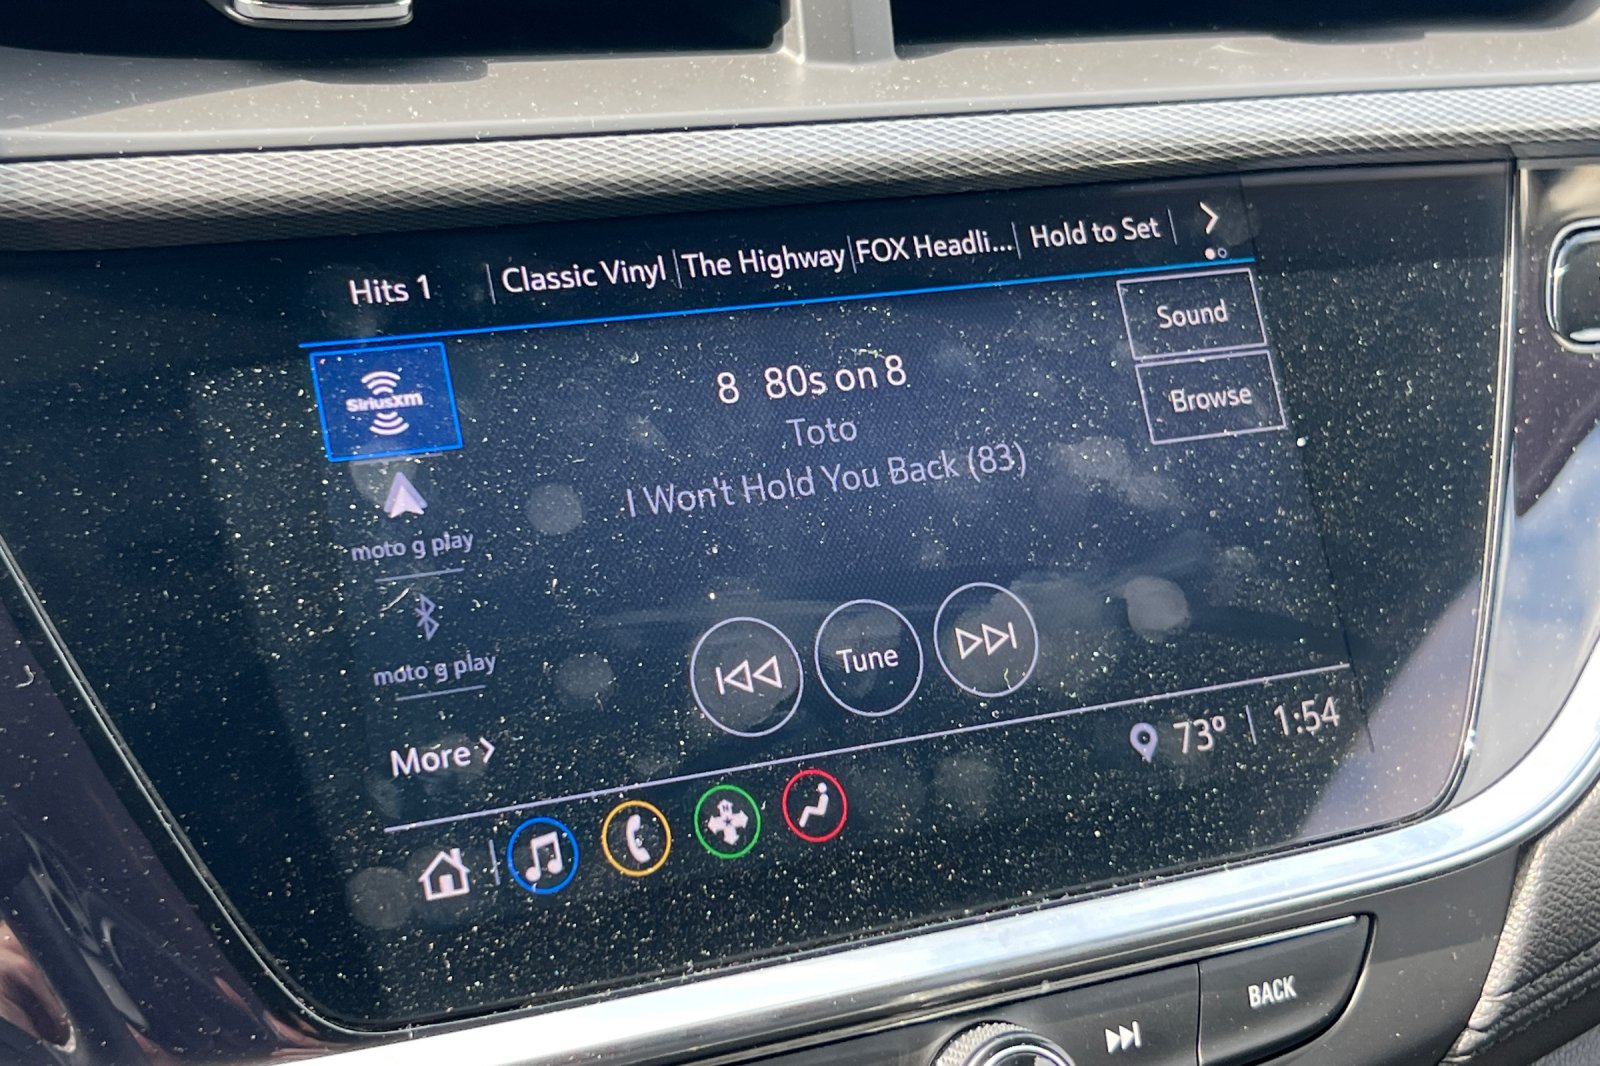 Hits 1 Classic Vinyl The Highway FOX Headli... Hold to Set
Sound
SiriusXM
8 80s on 8
Browse
Toto
I Won't Hold You Back (83)
moto g play
Tune
moto g play
More
73° 1:54
N
BACK